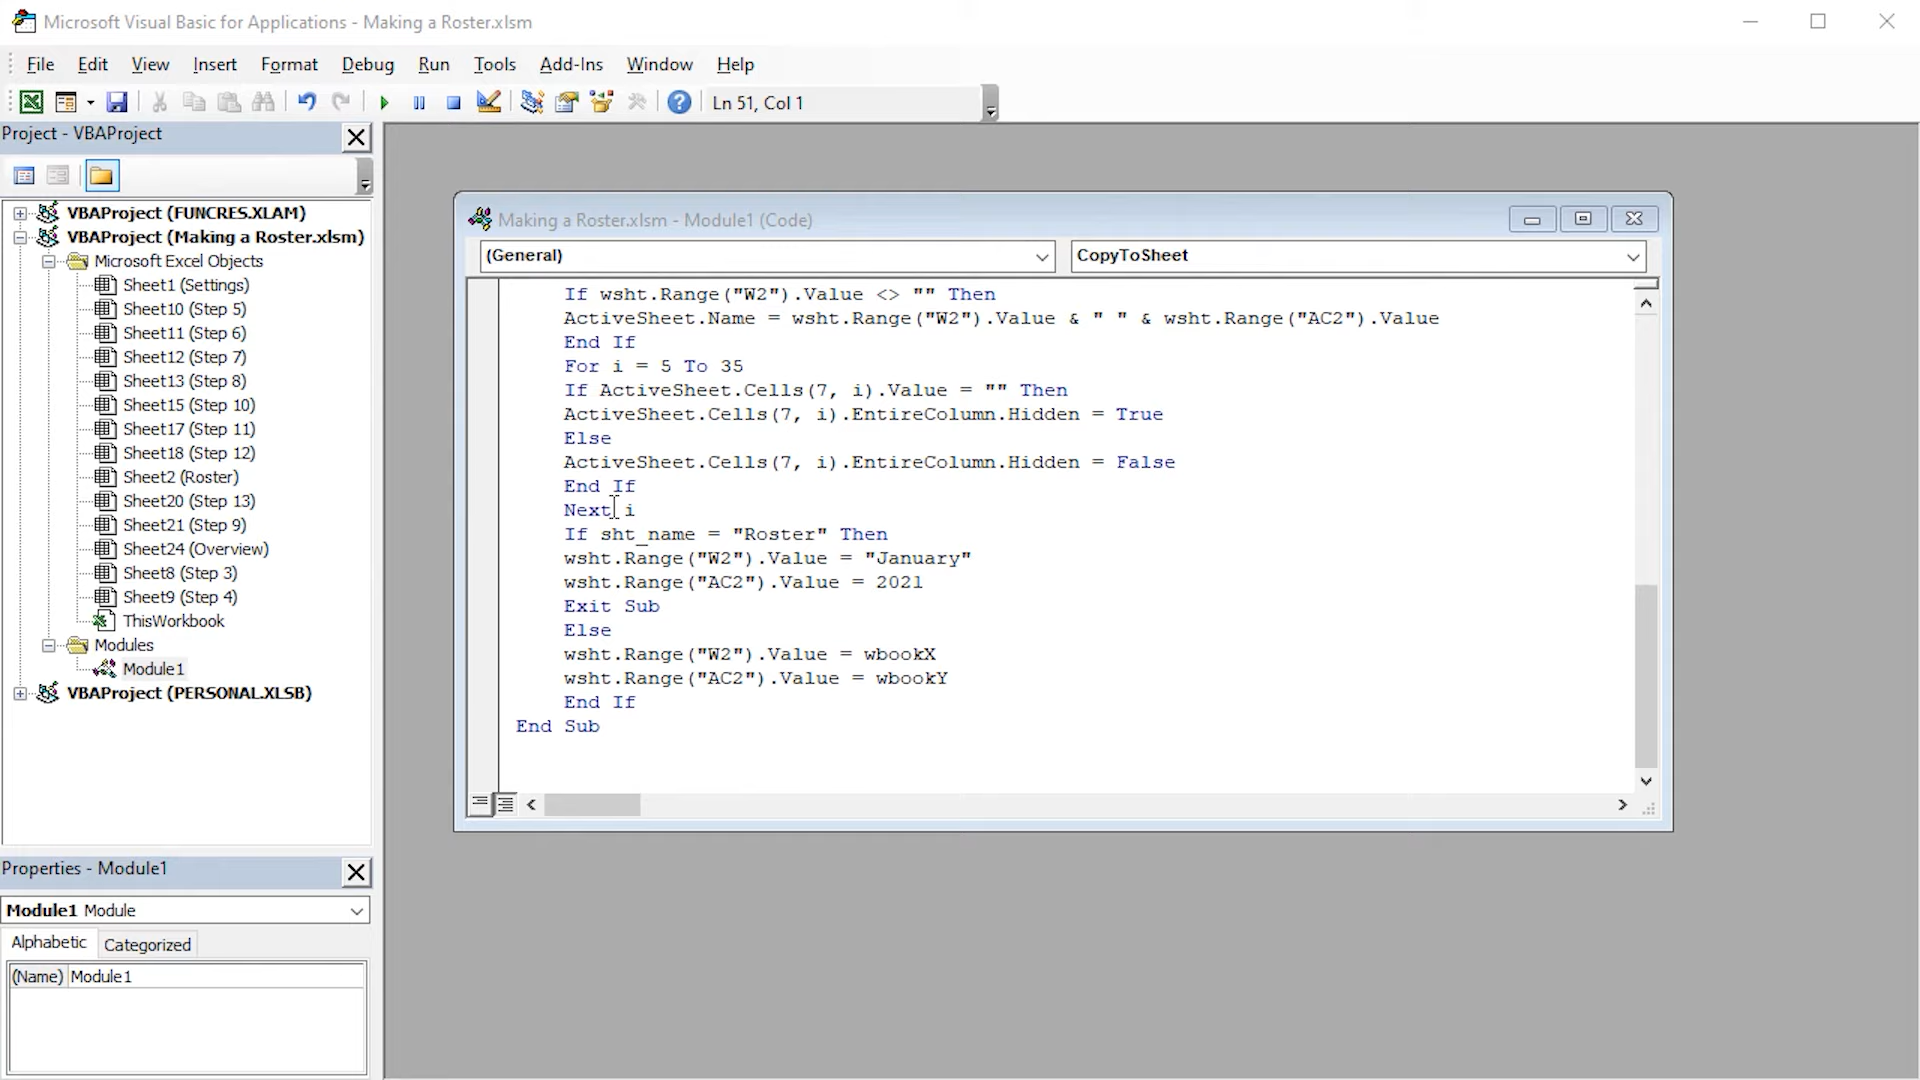 Microsoft Visual Basic for Applications - Making a Roster.xlsm
File Edit View Insert Format Debug Run Tools Add-Ins Window Help
Ln 51, Col 1
Project - VBAProject
VBAProject (FUNCRES.XLAM)
VBAProject (Making a Roster.xlsm)
Microsoft Excel Objects
Sheet1 (Settings)
Sheet10 (Step 5)
Sheet11 (Step 6)
Sheet12 (Step 7)
Sheet13 (Step 8)
Sheet15 (Step 10)
Sheet17 (Step 11)
Sheet18 (Step 12)
Sheet2 (Roster)
Sheet20 (Step 13)
Sheet21 (Step 9)
Sheet24 (Overview)
Sheet8 (Step 3)
Sheet9 (Step 4)
ThisWorkbook
Modules
Module1
VBAProject (PERSONAL.XLSB)
Properties - Module1
Module1 Module
Alphabetic Categorized
(Name) Module1
Making a Roster.xlsm - Module1 (Code)
(General) CopyToSheet
If wsht.Range("W2").Value <> "" Then
ActiveSheet.Name = wsht.Range("W2").Value & " " & wsht.Range("AC2").Value
End If
For i = 5 To 35
If ActiveSheet.Cells(7, i).Value = "" Then
ActiveSheet.Cells(7, i).EntireColumn.Hidden = True
Else
ActiveSheet.Cells(7, i).EntireColumn.Hidden = False
End If
Next i
If sht_name = "Roster" Then
wsht.Range("W2").Value = "January"
wsht.Range("AC2").Value = 2021
Exit Sub
Else
wsht.Range("W2").Value = wbookX
wsht.Range("AC2").Value = wbookY
End If
End Sub